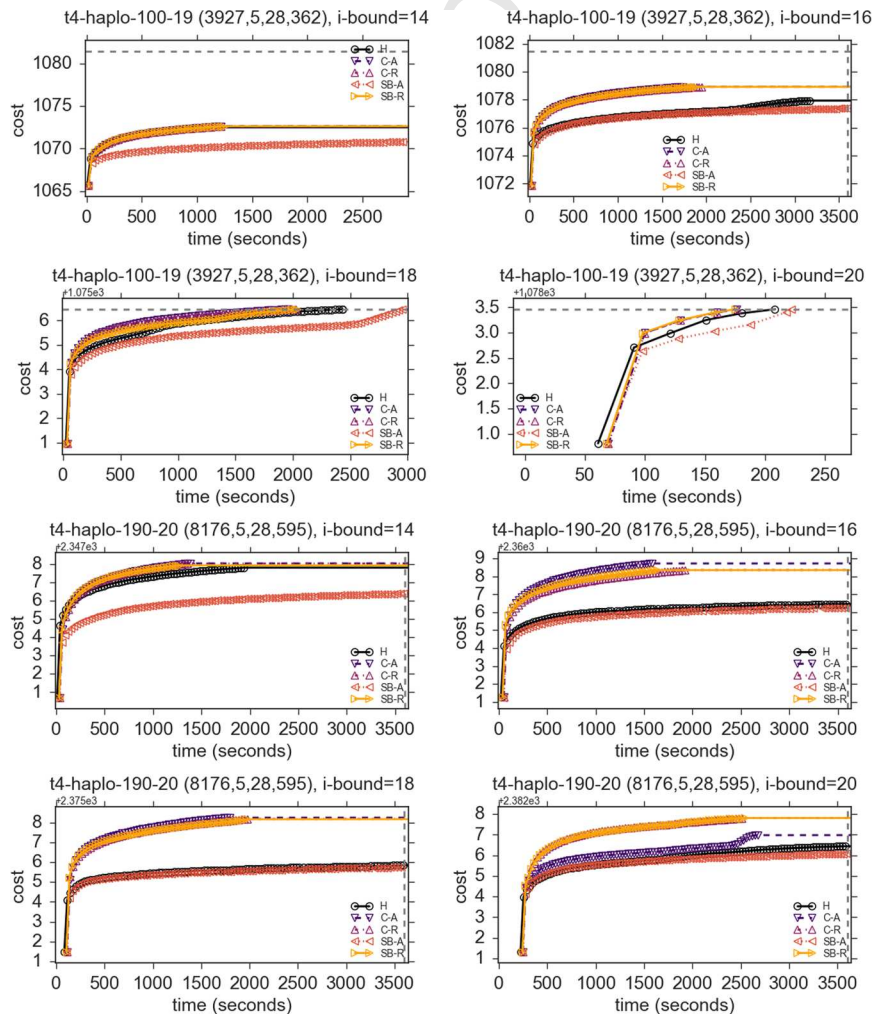 t4-haplo-100-19 (3927,5,28,362), i-bound=14
cost
1080
1075
1070
1065
0 500 1000 1500 2000 2500
time (seconds)
H
C-A
C-R
SB-A
SB-R
t4-haplo-100-19 (3927,5,28,362), i-bound=16
cost
1082
1080
1078
1076
1074
1072
0 500 1000 1500 2000 2500 3000 3500
time (seconds)
H
C-A
C-R
SB-A
SB-R
t4-haplo-100-19 (3927,5,28,362), i-bound=18
+1.075e3
cost
6
5
4
3
2
1
0 500 1000 1500 2000 2500 3000
time (seconds)
H
C-A
C-R
SB-A
SB-R
t4-haplo-100-19 (3927,5,28,362), i-bound=20
+1.078e3
cost
3.5
3.0
2.5
2.0
1.5
1.0
0 50 100 150 200 250
time (seconds)
H
C-A
C-R
SB-A
SB-R
t4-haplo-190-20 (8176,5,28,595), i-bound=14
+2.347e3
cost
8
7
6
5
4
3
2
1
0 500 1000 1500 2000 2500 3000 3500
time (seconds)
H
C-A
C-R
SB-A
SB-R
t4-haplo-190-20 (8176,5,28,595), i-bound=16
+2.36e3
cost
9
8
7
6
5
4
3
2
1
0 500 1000 1500 2000 2500 3000 3500
time (seconds)
H
C-A
C-R
SB-A
SB-R
t4-haplo-190-20 (8176,5,28,595), i-bound=18
+2.375e3
cost
8
7
6
5
4
3
2
1
0 500 1000 1500 2000 2500 3000 3500
time (seconds)
H
C-A
C-R
SB-A
SB-R
t4-haplo-190-20 (8176,5,28,595), i-bound=20
+2.382e3
cost
8
7
6
5
4
3
2
1
0 500 1000 1500 2000 2500 3000 3500
time (seconds)
H
C-A
C-R
SB-A
SB-R